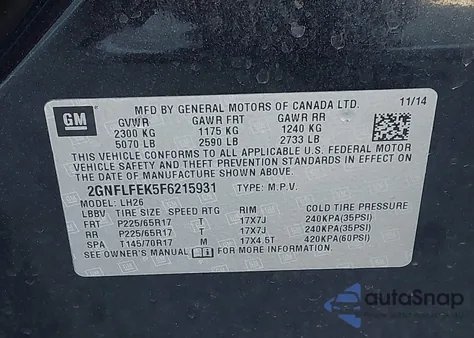 GM
MFD BY GENERAL MOTORS OF CANADA LTD. 11/14
GVWR GAWR FRT GAWR RR
2300 KG 1175 KG 1240 KG
5070 LB 2590 LB 2733 LB
THIS VEHICLE CONFORMS TO ALL APPLICABLE U.S. FEDERAL MOTOR
VEHICLE SAFETY AND THEFT PREVENTION STANDARDS IN EFFECT ON THE
DATE OF MANUFACTURE SHOWN ABOVE.
2GNFLFEK5F6215931 TYPE: M.P.V.
MODEL: LH26
LBBV TIRE SIZE SPEED RTG RIM COLD TIRE PRESSURE
FRT P225/65R17 T 17X7J 240KPA(35PSI)
RR P225/65R17 T 17X7J 240KPA(35PSI)
SPA T145/70R17 M 17X4.5T 420KPA(60PSI)
SEE OWNER'S MANUAL i FOR MORE INFORMATION.
autoSnap